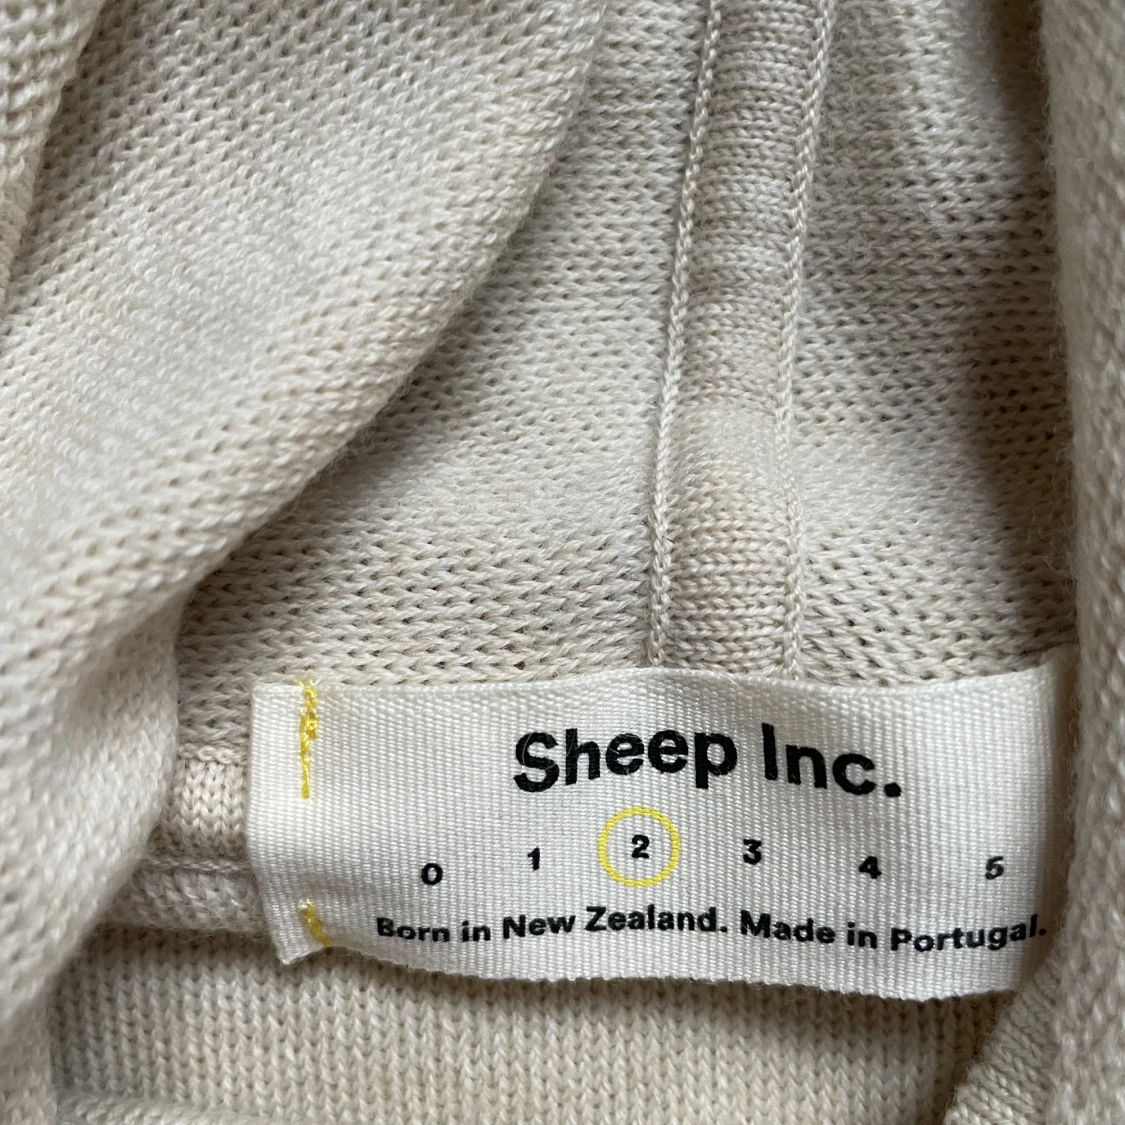 Sheep Inc.
0 1 2 3 4 5
Born in New Zealand. Made in Portugal.